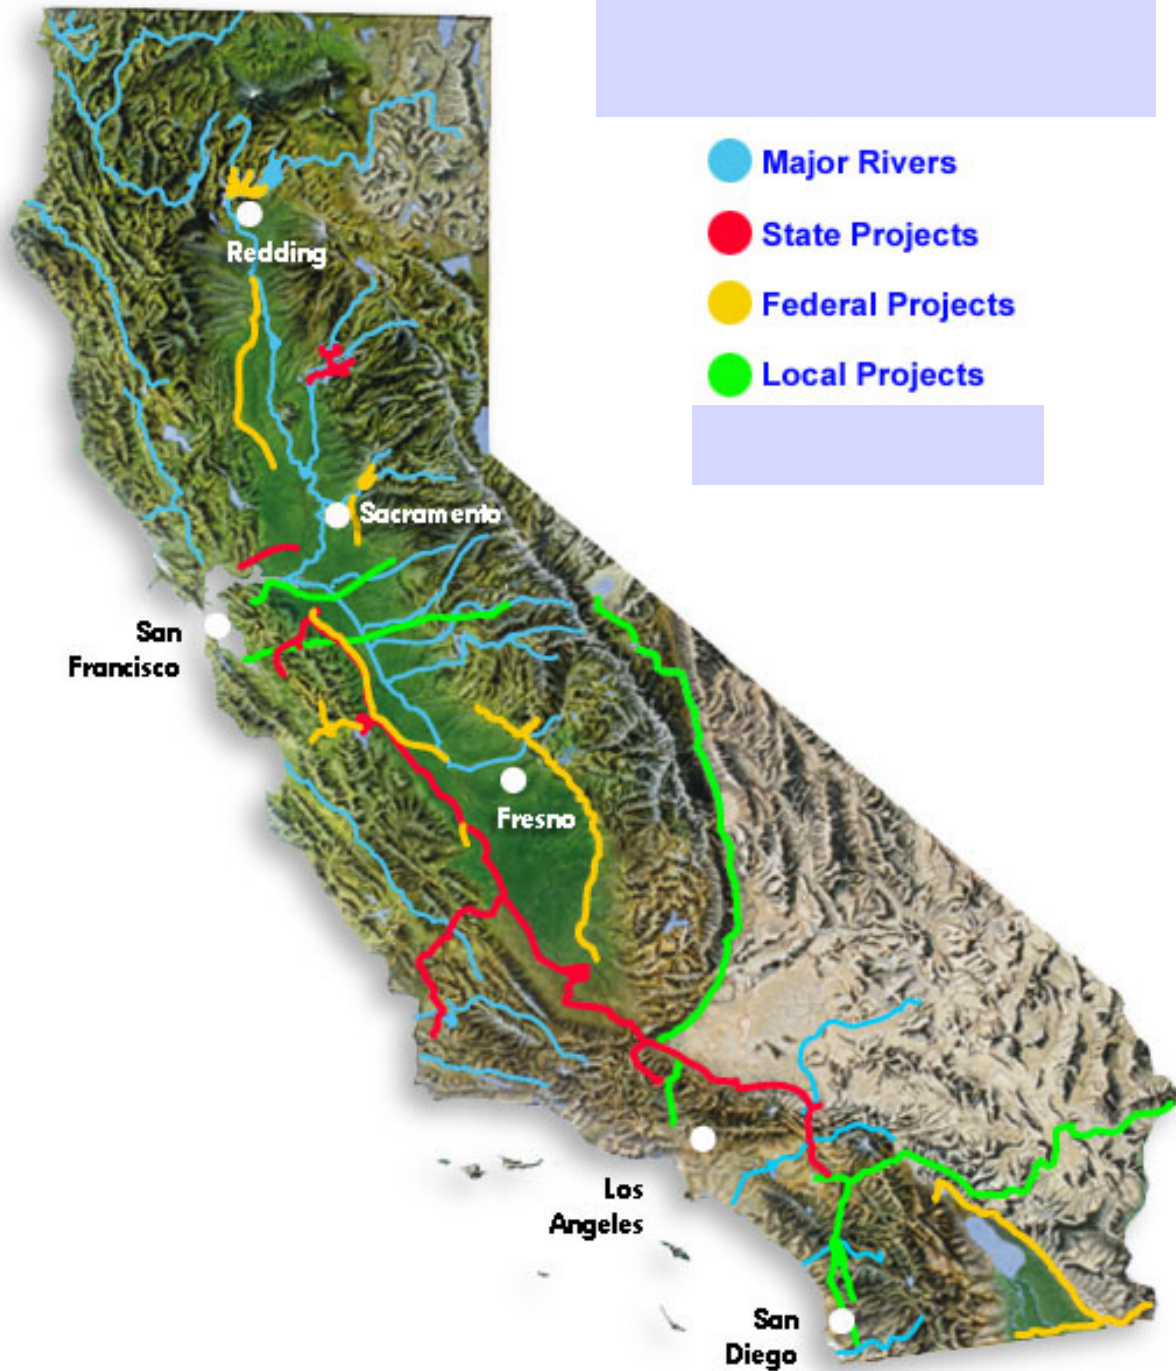 Major Rivers
State Projects
Federal Projects
Local Projects
Redding
Sacramento
San
Francisco
Fresno
Los
Angeles
San
Diego